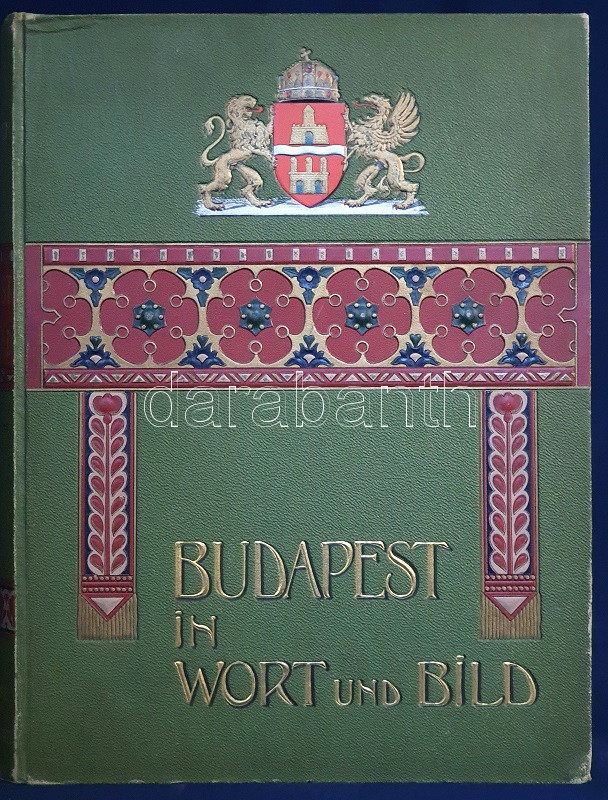 darabanth
BUDAPEST
in
WORT UND BILD